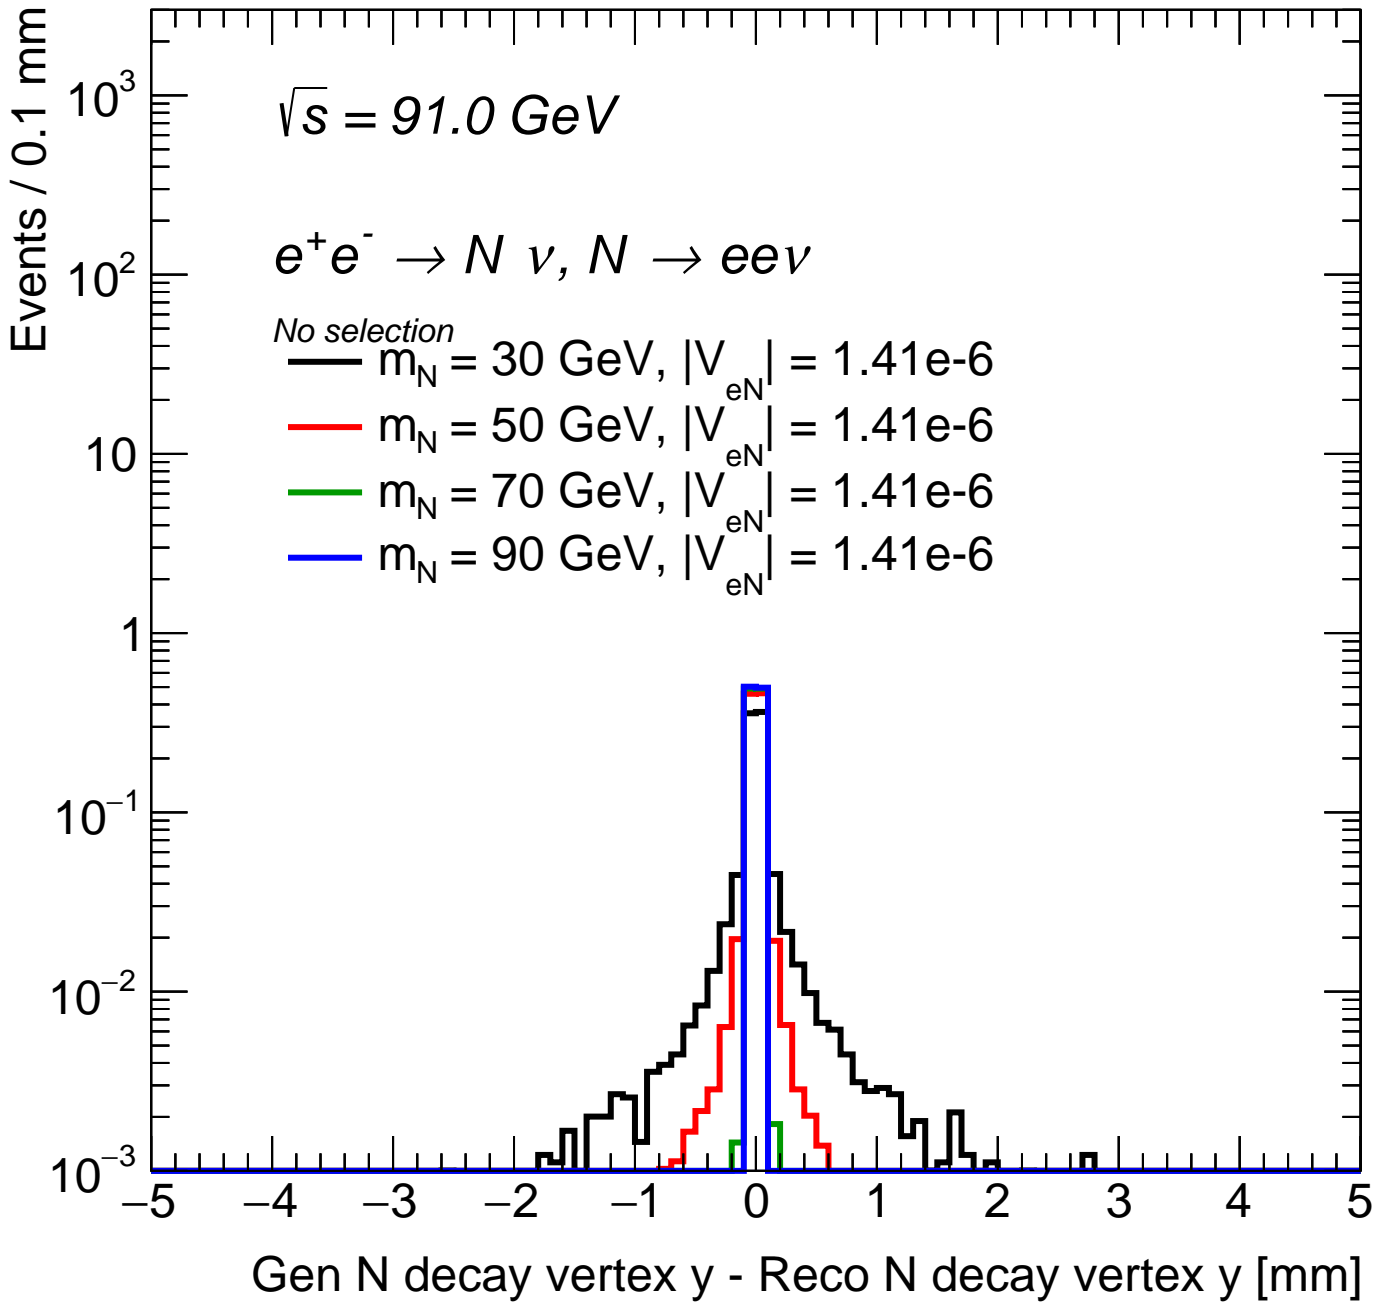 Events / 0.1 mm
10³
10²
10
1
10⁻¹
10⁻²
10⁻³
√s = 91.0 GeV
e⁺e⁻ → N ν, N → eeν
No selection
m_N = 30 GeV, |V_eN| = 1.41e-6
m_N = 50 GeV, |V_eN| = 1.41e-6
m_N = 70 GeV, |V_eN| = 1.41e-6
m_N = 90 GeV, |V_eN| = 1.41e-6
−5 −4 −3 −2 −1 0 1 2 3 4 5
Gen N decay vertex y - Reco N decay vertex y [mm]